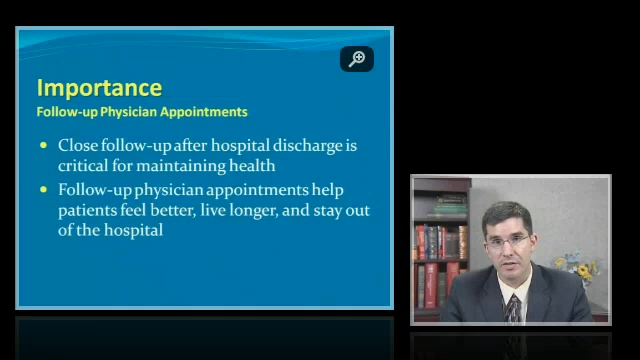 Importance
Follow-up Physician Appointments
Close follow-up after hospital discharge is
critical for maintaining health
Follow-up physician appointments help
patients feel better, live longer, and stay out
of the hospital